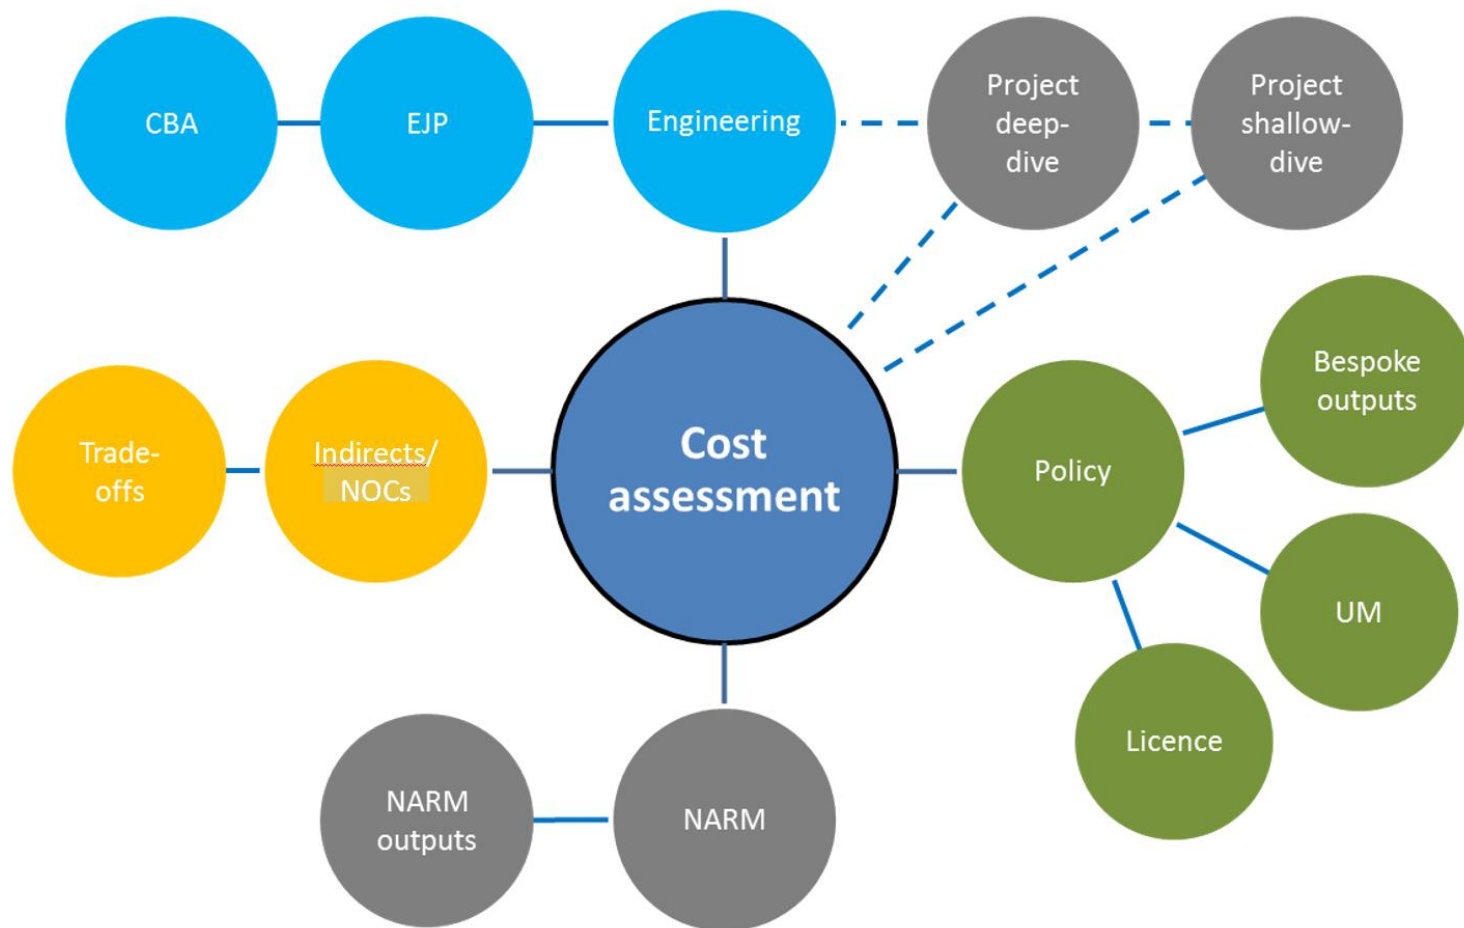 CBA
EJP
Engineering
Project
deep-
dive
Project
shallow-
dive
Bespoke
outputs
Trade-
offs
Indirects/
NOCs
Cost
assessment
Policy
UM
Licence
NARM
outputs
NARM